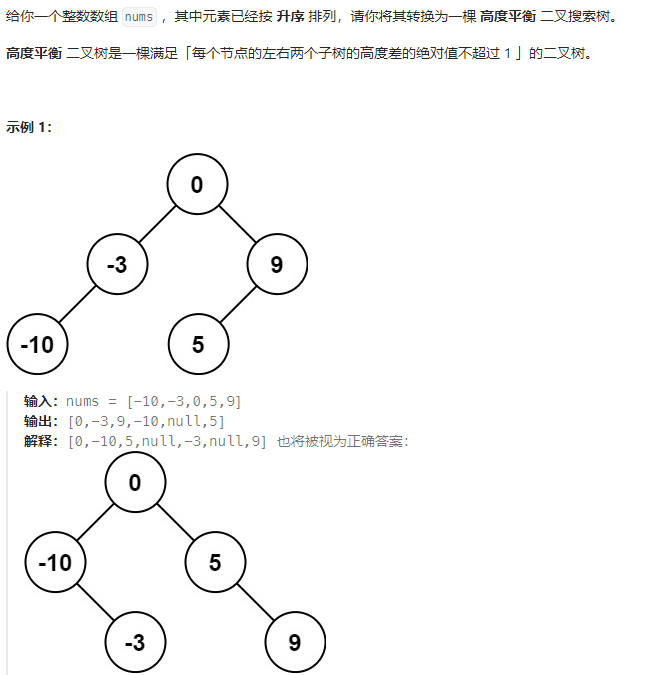 给你一个整数数组 nums ，其中元素已经按 升序 排列，请你将其转换为一棵 高度平衡 二叉搜索树。
高度平衡 二叉树是一棵满足「每个节点的左右两个子树的高度差的绝对值不超过 1 」的二叉树。
示例 1：
0
-3 9
-10 5
输入：nums = [-10,-3,0,5,9]
输出：[0,-3,9,-10,null,5]
解释：[0,-10,5,null,-3,null,9] 也将被视为正确答案：
0
-10 5
-3 9